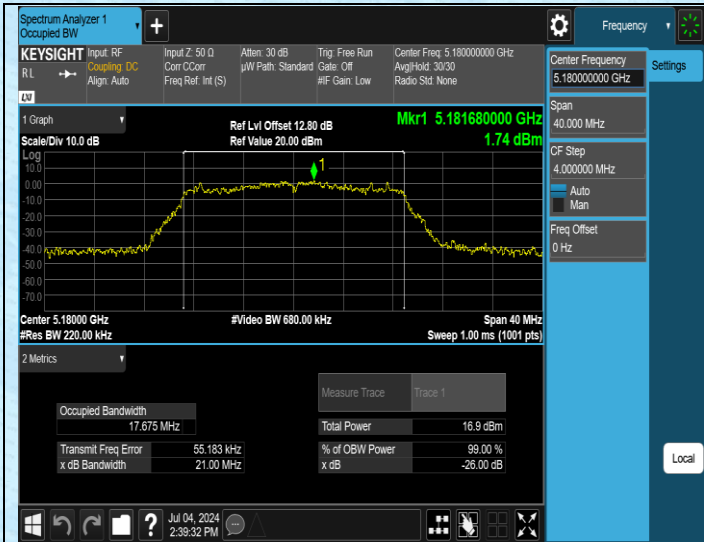 Spectrum Analyzer 1
Occupied BW
+
Frequency
KEYSIGHT
RL
LXI
Input: RF
Coupling: DC
Align: Auto
Input Z: 50 Ω
Corr CCorr
Freq Ref: Int (S)
Atten: 30 dB
µW Path: Standard
Trig: Free Run
Gate: Off
#IF Gain: Low
Center Freq: 5.180000000 GHz
Avg|Hold: 30/30
Radio Std: None
Center Frequency
5.180000000 GHz
Settings
Span
40.000 MHz
CF Step
4.000000 MHz
Auto
Man
Freq Offset
0 Hz
Local
1 Graph
Scale/Div 10.0 dB
Ref Lvl Offset 12.80 dB
Ref Value 20.00 dBm
Mkr1 5.181680000 GHz
1.74 dBm
Log
10.0
0.00
-10.0
-20.0
-30.0
-40.0
-50.0
-60.0
-70.0
1
Center 5.18000 GHz
#Res BW 220.00 kHz
#Video BW 680.00 kHz
Span 40 MHz
Sweep 1.00 ms (1001 pts)
2 Metrics
Measure Trace
Trace 1
Occupied Bandwidth
17.675 MHz
Total Power
16.9 dBm
Transmit Freq Error
55.183 kHz
% of OBW Power
99.00 %
x dB Bandwidth
21.00 MHz
x dB
-26.00 dB
?
Jul 04, 2024
2:39:32 PM